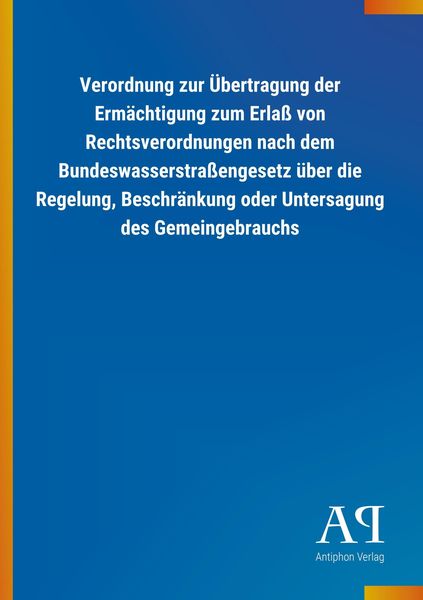 Verordnung zur Übertragung der
Ermächtigung zum Erlaß von
Rechtsverordnungen nach dem
Bundeswasserstraßengesetz über die
Regelung, Beschränkung oder Untersagung
des Gemeingebrauchs
AP
Antiphon Verlag